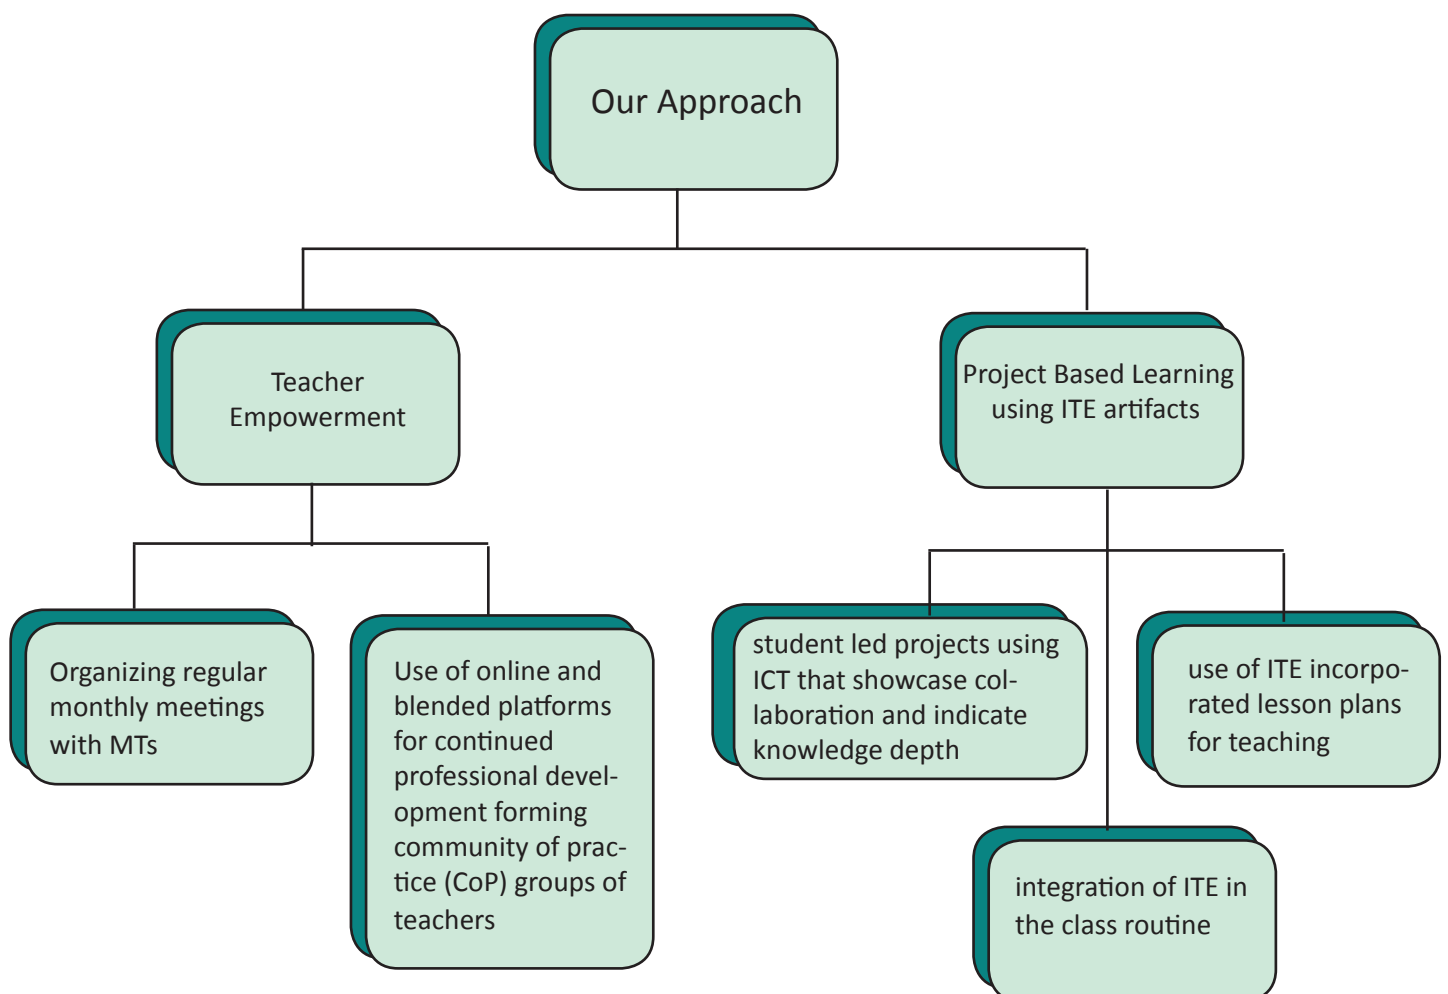 Our Approach
Teacher
Empowerment
Project Based Learning
using ITE artifacts
Organizing regular
monthly meetings
with MTs
Use of online and
blended platforms
for continued
professional devel-
opment forming
community of prac-
tice (CoP) groups of
teachers
student led projects using
ICT that showcase col-
laboration and indicate
knowledge depth
use of ITE incorpo-
rated lesson plans
for teaching
integration of ITE in
the class routine